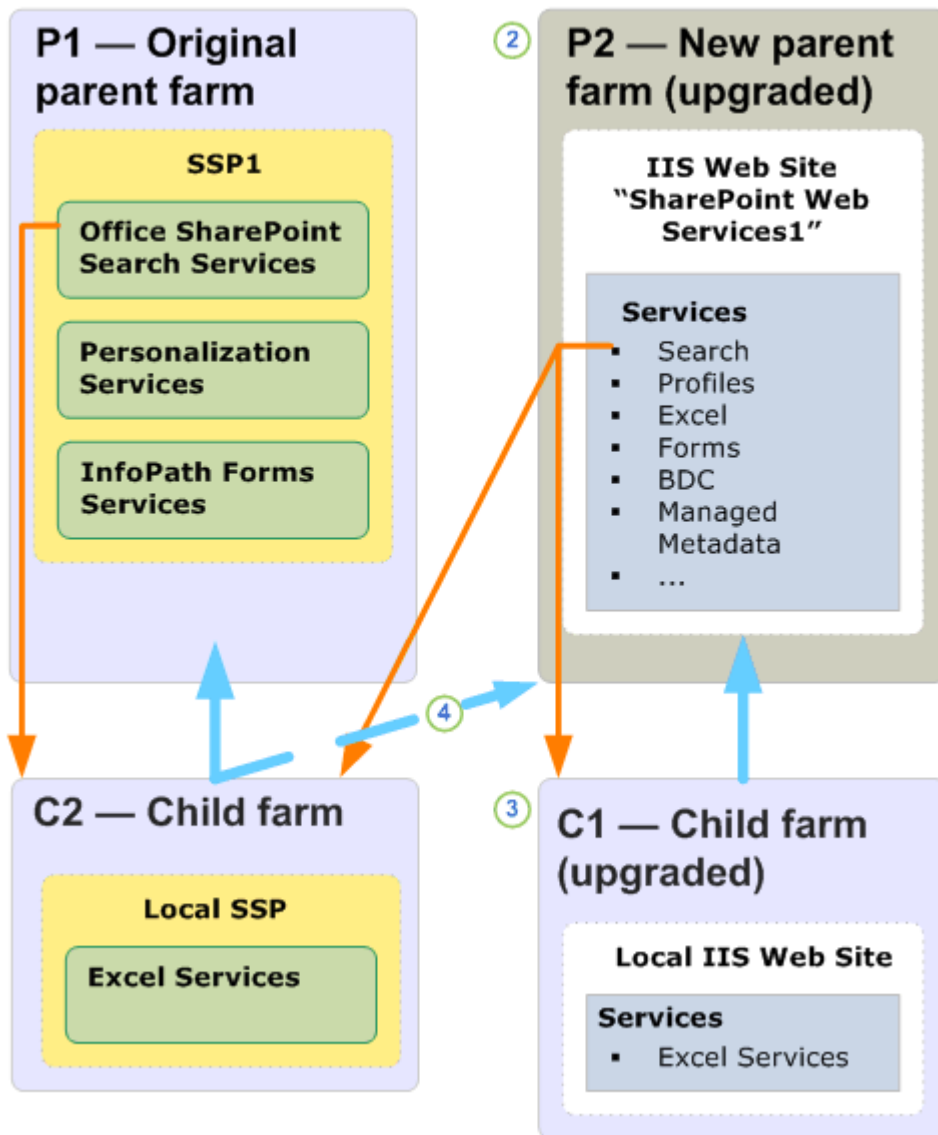 P1 — Original
parent farm
SSP1
Office SharePoint
Search Services
Personalization
Services
InfoPath Forms
Services
2
P2 — New parent
farm (upgraded)
IIS Web Site
“SharePoint Web
Services1”
Services
▪ Search
▪ Profiles
▪ Excel
▪ Forms
▪ BDC
▪ Managed
Metadata
▪ ...
4
C2 — Child farm
Local SSP
Excel Services
3
C1 — Child farm
(upgraded)
Local IIS Web Site
Services
▪ Excel Services